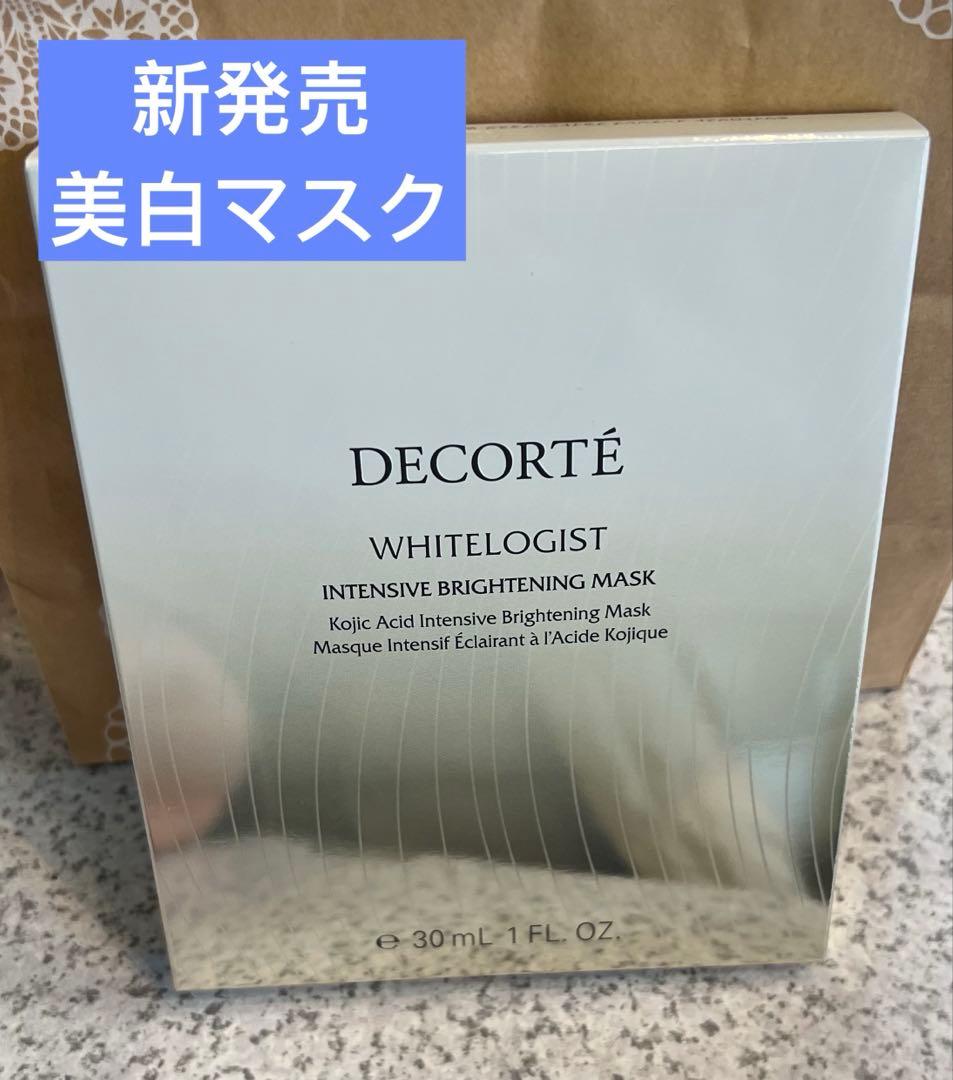 新発売
美白マスク
DECORTÉ
WHITELOGIST
INTENSIVE BRIGHTENING MASK
Kojic Acid Intensive Brightening Mask
Masque Intensif Éclairant à l'Acide Kojique
℮ 30 mL 1 FL. OZ.